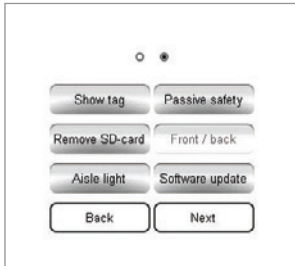 Show tag Passive safety
Remove SD-card Front / back
Aisle light Software update
Back Next